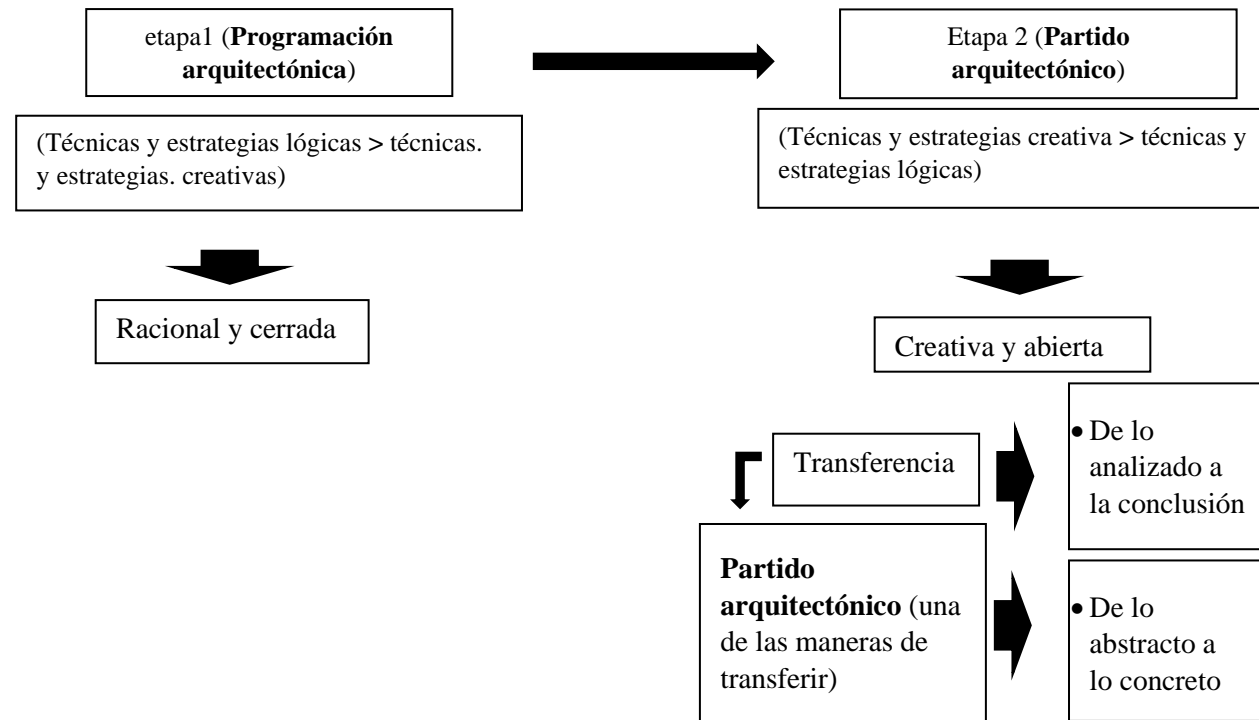 etapa1 (Programación
arquitectónica)
(Técnicas y estrategias lógicas > técnicas.
y estrategias. creativas)
Racional y cerrada
Etapa 2 (Partido
arquitectónico)
(Técnicas y estrategias creativa > técnicas y
estrategias lógicas)
Creativa y abierta
Transferencia
• De lo
analizado a
la conclusión
Partido
arquitectónico (una
de las maneras de
transferir)
• De lo
abstracto a
lo concreto